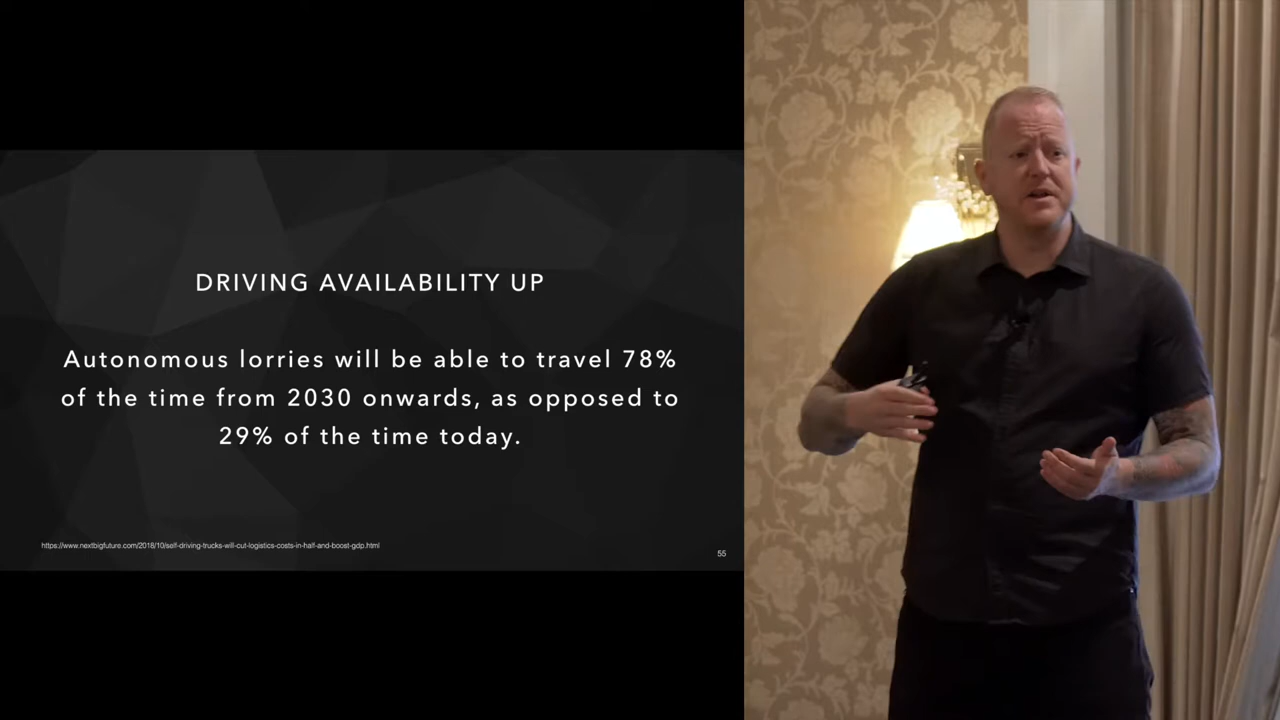 DRIVING AVAILABILITY UP
Autonomous lorries will be able to travel 78%
of the time from 2030 onwards, as opposed to
29% of the time today.
https://www.nextbigfuture.com/2018/10/self-driving-trucks-will-cut-logistics-costs-in-half-and-boost-gdp.html
55